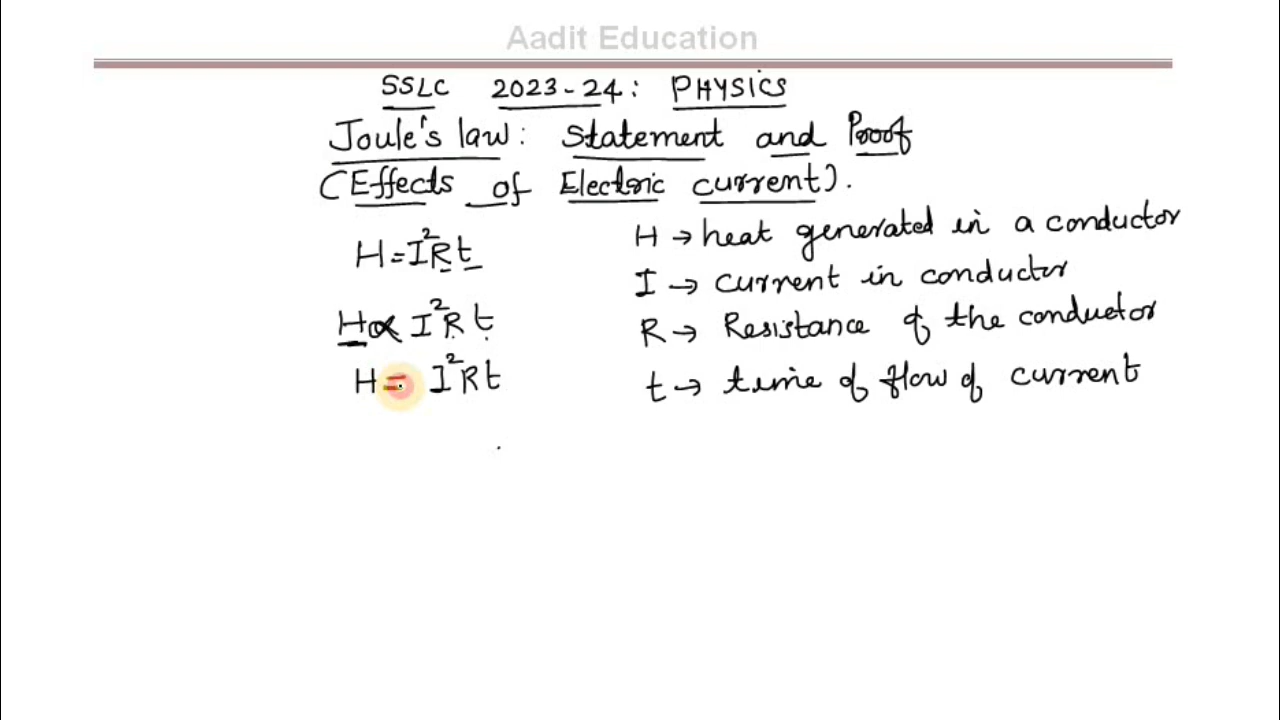 Aadit Education
SSLC 2023-24: PHYSICS
Joule's law: Statement and Proof
(Effects of Electric current).
H=I²Rt
H∝ I²Rt
H= I²Rt
H → heat generated in a conductor
I → current in conductor
R → Resistance of the conductor
t → time of flow of current